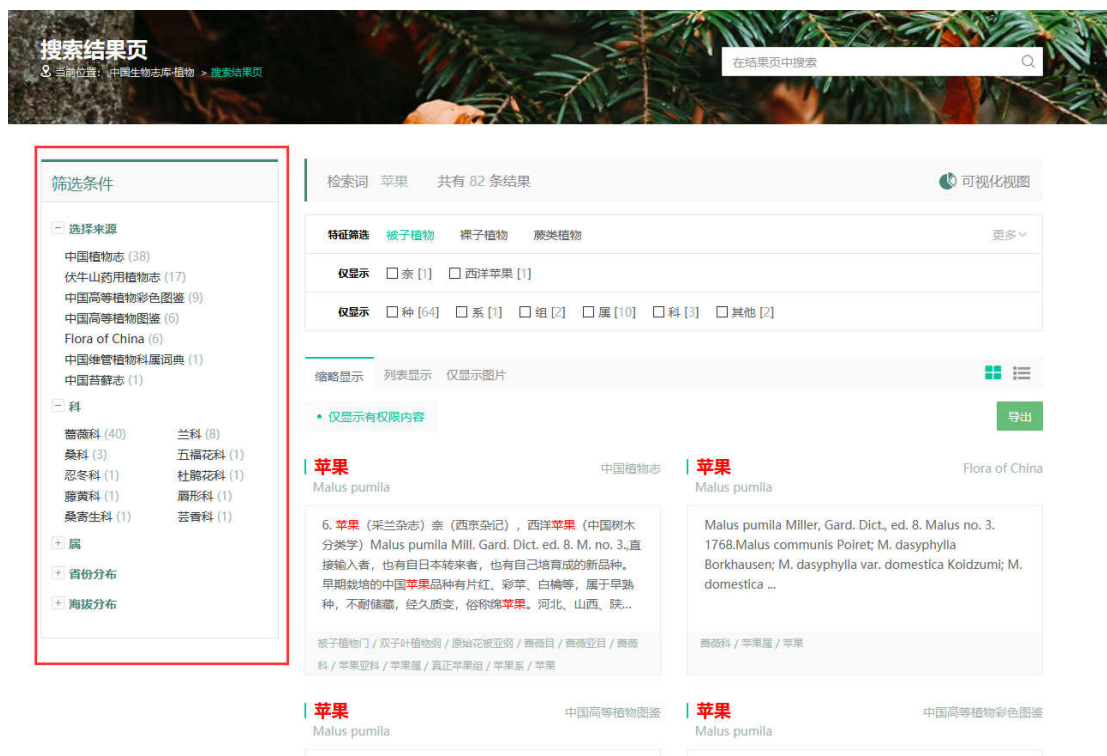 搜索结果页
当前位置：中国生物志库·植物 > 搜索结果页
在结果页中搜索
筛选条件
选择来源
中国植物志 (38)
伏牛山药用植物志 (17)
中国高等植物彩色图鉴 (9)
中国高等植物图鉴 (6)
Flora of China (6)
中国维管植物科属词典 (1)
中国苔藓志 (1)
科
蔷薇科 (40) 兰科 (8)
桑科 (3) 五福花科 (1)
忍冬科 (1) 杜鹃花科 (1)
藤黄科 (1) 唇形科 (1)
桑寄生科 (1) 芸香科 (1)
属
省份分布
海拔分布
检索词 苹果 共有 82 条结果 可视化视图
特征筛选 被子植物 裸子植物 蕨类植物 更多
仅显示 柰 [1] 西洋苹果 [1]
仅显示 种 [64] 系 [1] 组 [2] 属 [10] 科 [3] 其他 [2]
缩略显示 列表显示 仅显示图片
• 仅显示有权限内容 导出
苹果 中国植物志
Malus pumila
6. 苹果（采兰杂志）柰（西京杂记），西洋苹果（中国树木
分类学）Malus pumila Mill. Gard. Dict. ed. 8. M. no. 3.,直
接输入者，也有自日本转来者，也有自己培育成的新品种。
早期栽培的中国苹果品种有片红、彩苹、白檎等，属于早熟
种，不耐储藏，经久质变，俗称绵苹果。河北、山西、陕...
被子植物门 / 双子叶植物纲 / 原始花被亚纲 / 蔷薇目 / 蔷薇亚目 / 蔷薇
科 / 苹果亚科 / 苹果属 / 真正苹果组 / 苹果系 / 苹果
苹果 Flora of China
Malus pumila
Malus pumila Miller, Gard. Dict., ed. 8. Malus no. 3.
1768.Malus communis Poiret; M. dasyphylla
Borkhausen; M. dasyphylla var. domestica Koidzumi; M.
domestica ...
蔷薇科 / 苹果属 / 苹果
苹果 中国高等植物图鉴
Malus pumila
苹果 中国高等植物彩色图鉴
Malus pumila